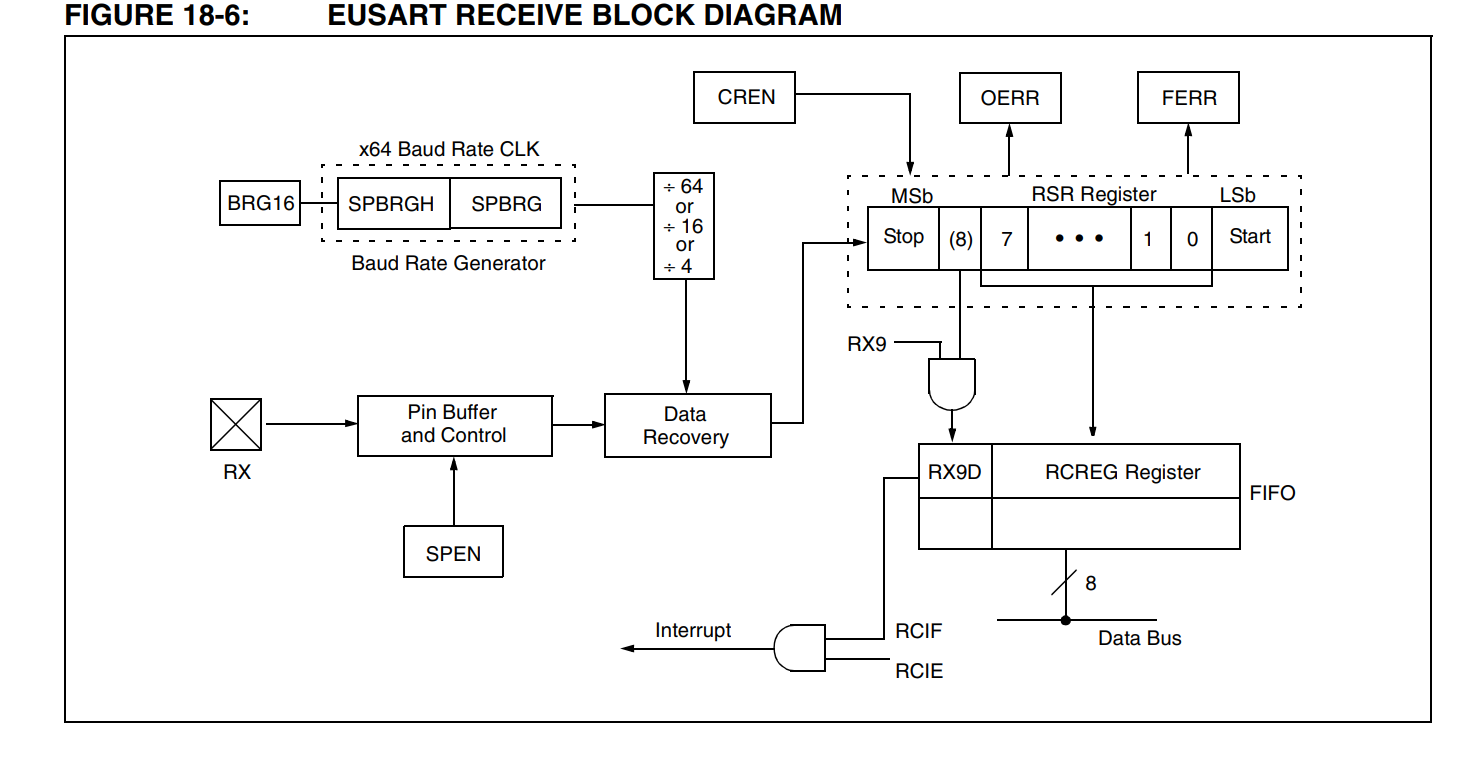 FIGURE 18-6: EUSART RECEIVE BLOCK DIAGRAM
CREN
OERR
FERR
x64 Baud Rate CLK
BRG16
SPBRGH
SPBRG
Baud Rate Generator
÷ 64
or
÷ 16
or
÷ 4
MSb
RSR Register
LSb
Stop
(8)
7
• • •
1
0
Start
RX9
RX
Pin Buffer
and Control
Data
Recovery
SPEN
RX9D
RCREG Register
FIFO
8
Data Bus
Interrupt
RCIF
RCIE